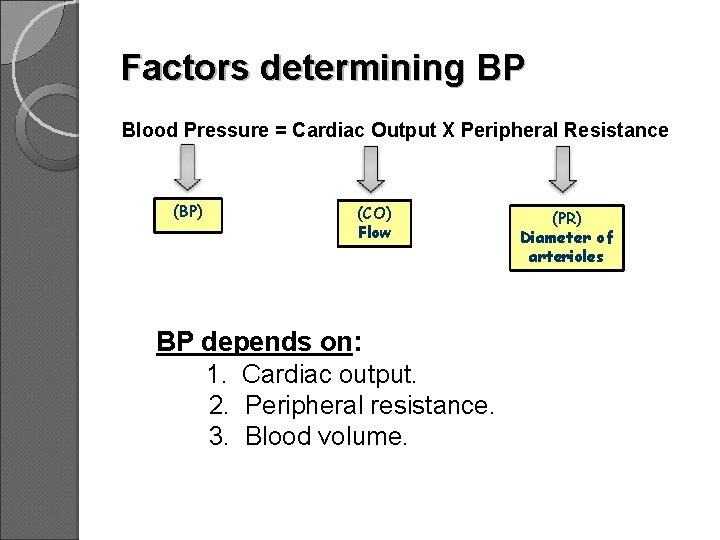 Factors determining BP
Blood Pressure = Cardiac Output X Peripheral Resistance
(BP)
(CO)
Flow
(PR)
Diameter of
arterioles
BP depends on:
1. Cardiac output.
2. Peripheral resistance.
3. Blood volume.